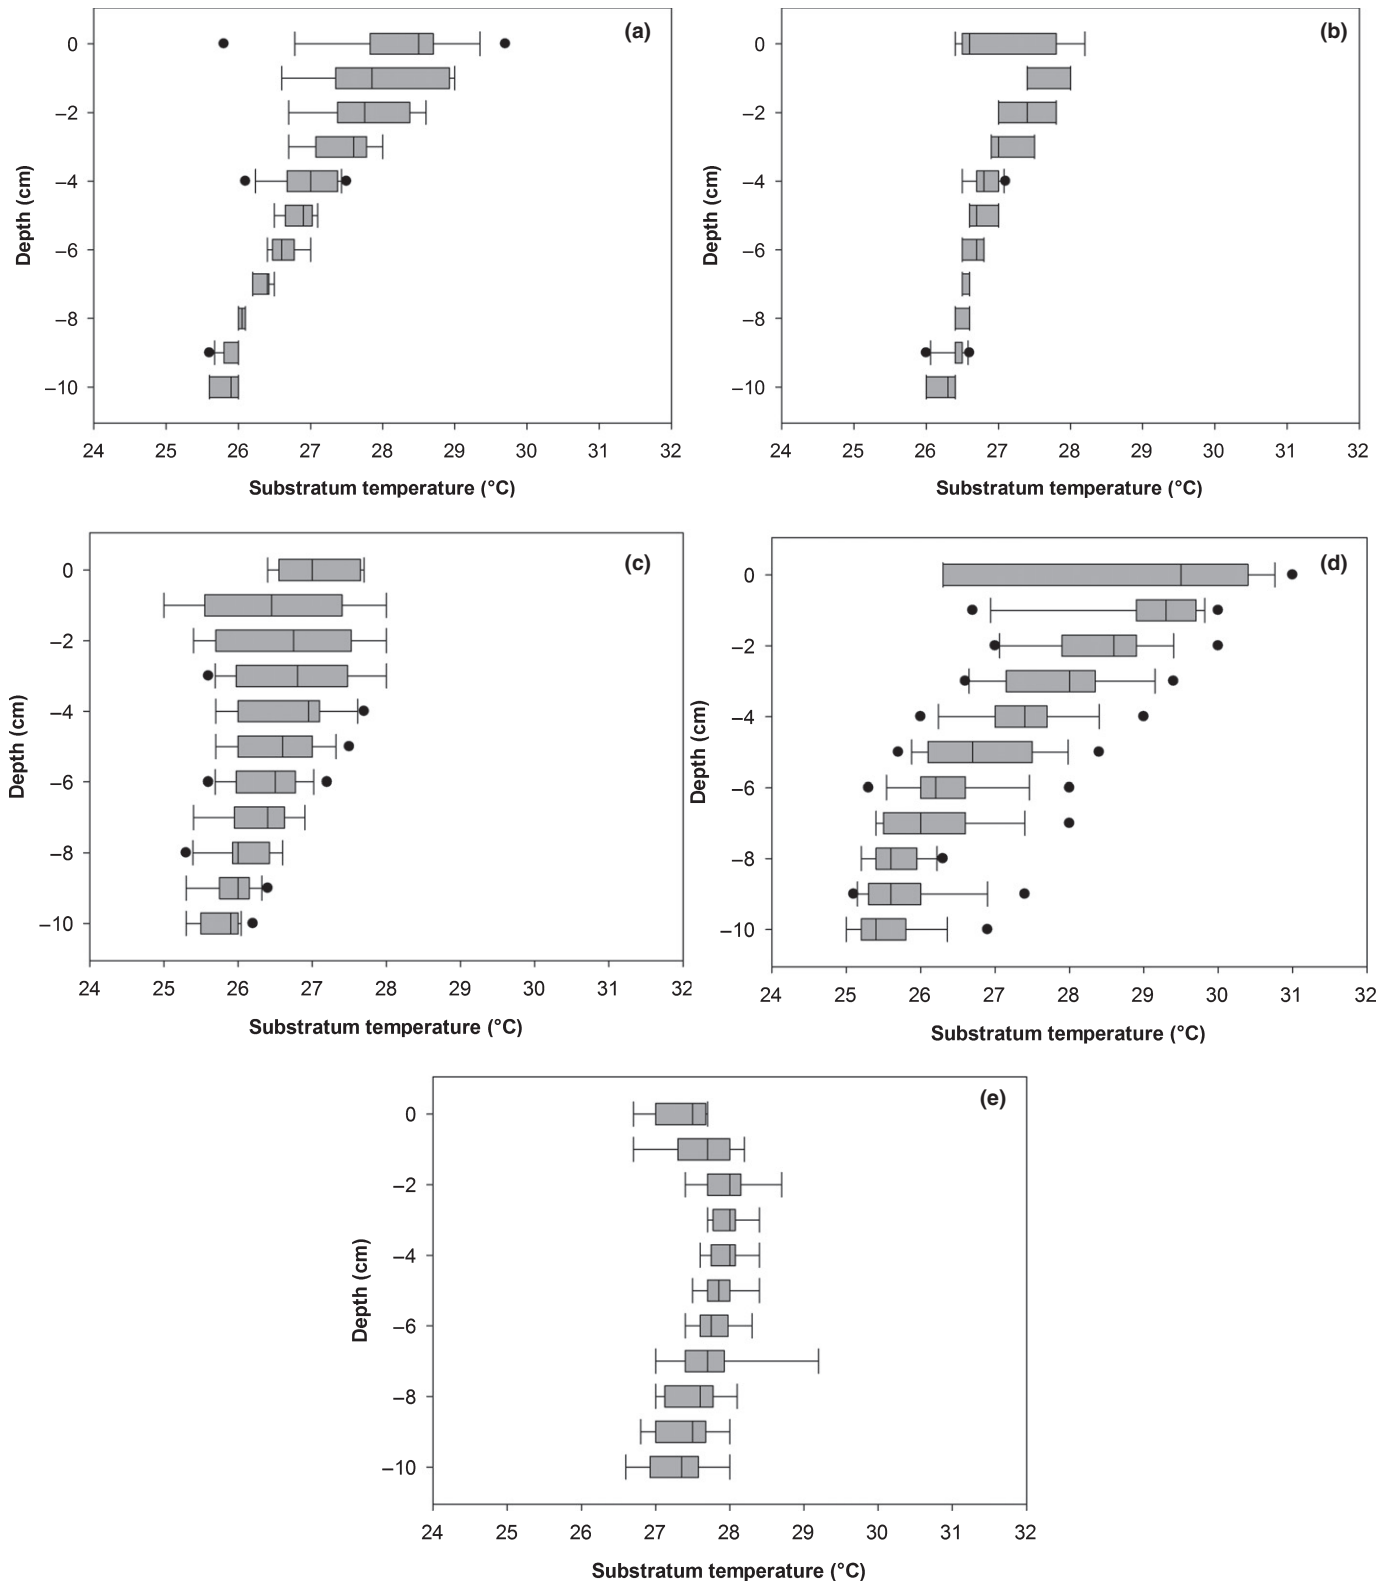 (a)
0
–2
–4
–6
–8
–10
Depth (cm)
24 25 26 27 28 29 30 31 32
Substratum temperature (°C)
(b)
0
–2
–4
–6
–8
–10
Depth (cm)
24 25 26 27 28 29 30 31 32
Substratum temperature (°C)
(c)
0
–2
–4
–6
–8
–10
Depth (cm)
24 25 26 27 28 29 30 31 32
Substratum temperature (°C)
(d)
0
–2
–4
–6
–8
–10
Depth (cm)
24 25 26 27 28 29 30 31 32
Substratum temperature (°C)
(e)
0
–2
–4
–6
–8
–10
Depth (cm)
24 25 26 27 28 29 30 31 32
Substratum temperature (°C)